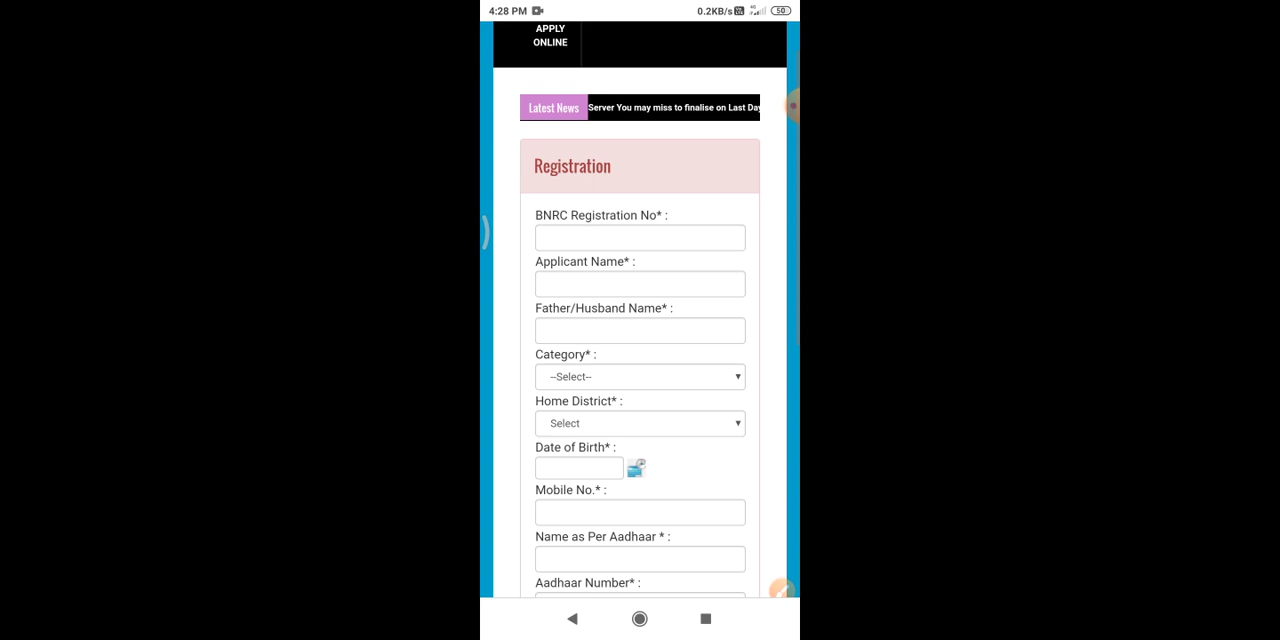 4:28 PM
0.2KB/s 4G 50
APPLY
ONLINE
Latest News Server You may miss to finalise on Last Day
Registration
BNRC Registration No* :
Applicant Name* :
Father/Husband Name* :
Category* :
--Select--
Home District* :
Select
Date of Birth* :
Mobile No.* :
Name as Per Aadhaar * :
Aadhaar Number* :